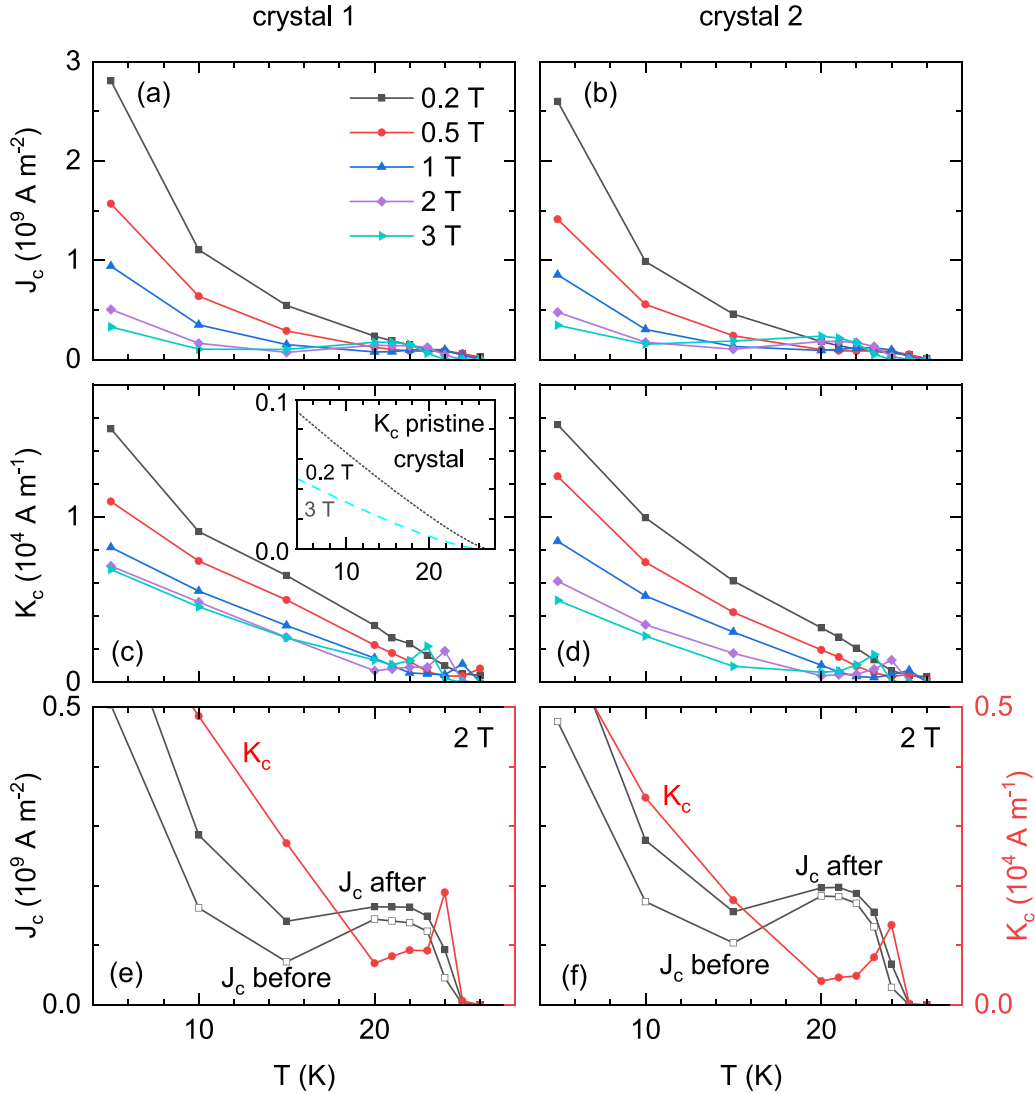 crystal 1
crystal 2
3
2
1
0
J_c (10^9 A m^-2)
(a)
0.2 T
0.5 T
1 T
2 T
3 T
(b)
1
0
K_c (10^4 A m^-1)
(c)
0.1
0.0
K_c pristine
crystal
0.2 T
3 T
10
20
(d)
0.5
0.0
J_c (10^9 A m^-2)
K_c
J_c after
J_c before
2 T
(e)
10
20
T (K)
K_c
J_c after
J_c before
2 T
(f)
10
20
T (K)
0.5
0.0
K_c (10^4 A m^-1)